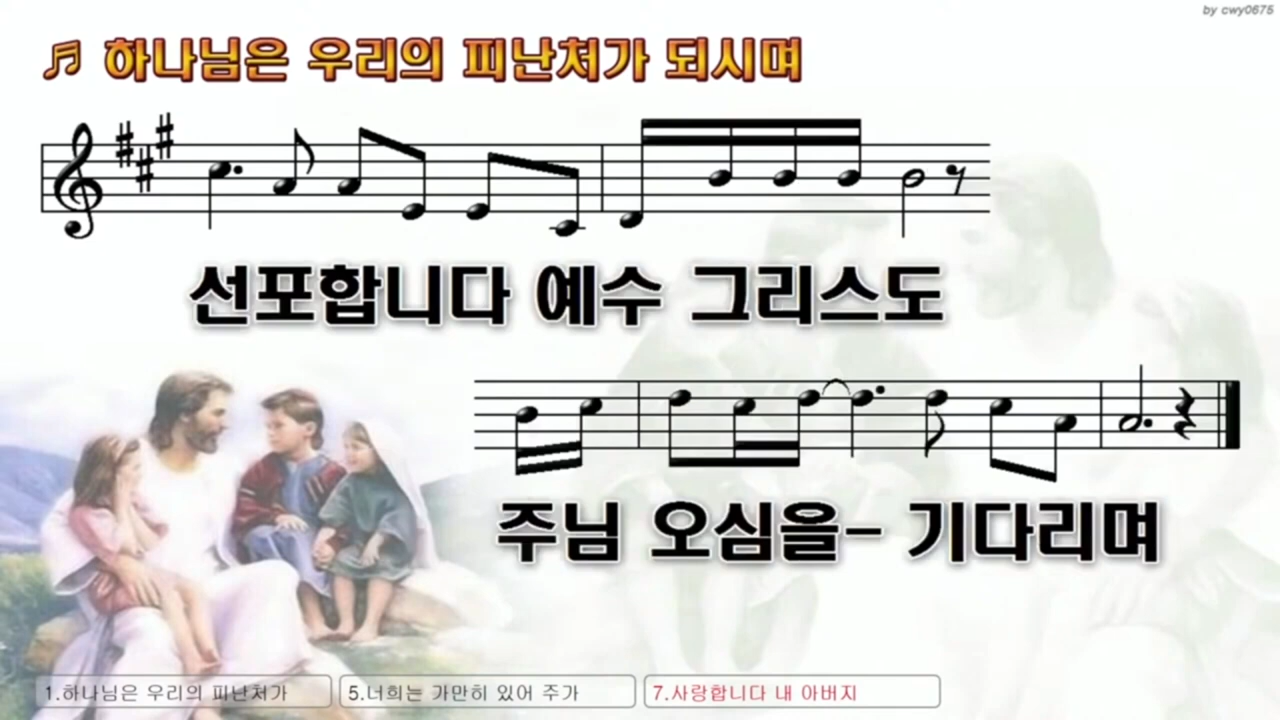 by cwy0675
♬ 하나님은 우리의 피난처가 되시며
선포합니다 예수 그리스도
주님 오심을- 기다리며
1.하나님은 우리의 피난처가
5.너희는 가만히 있어 주가
7.사랑합니다 내 아버지